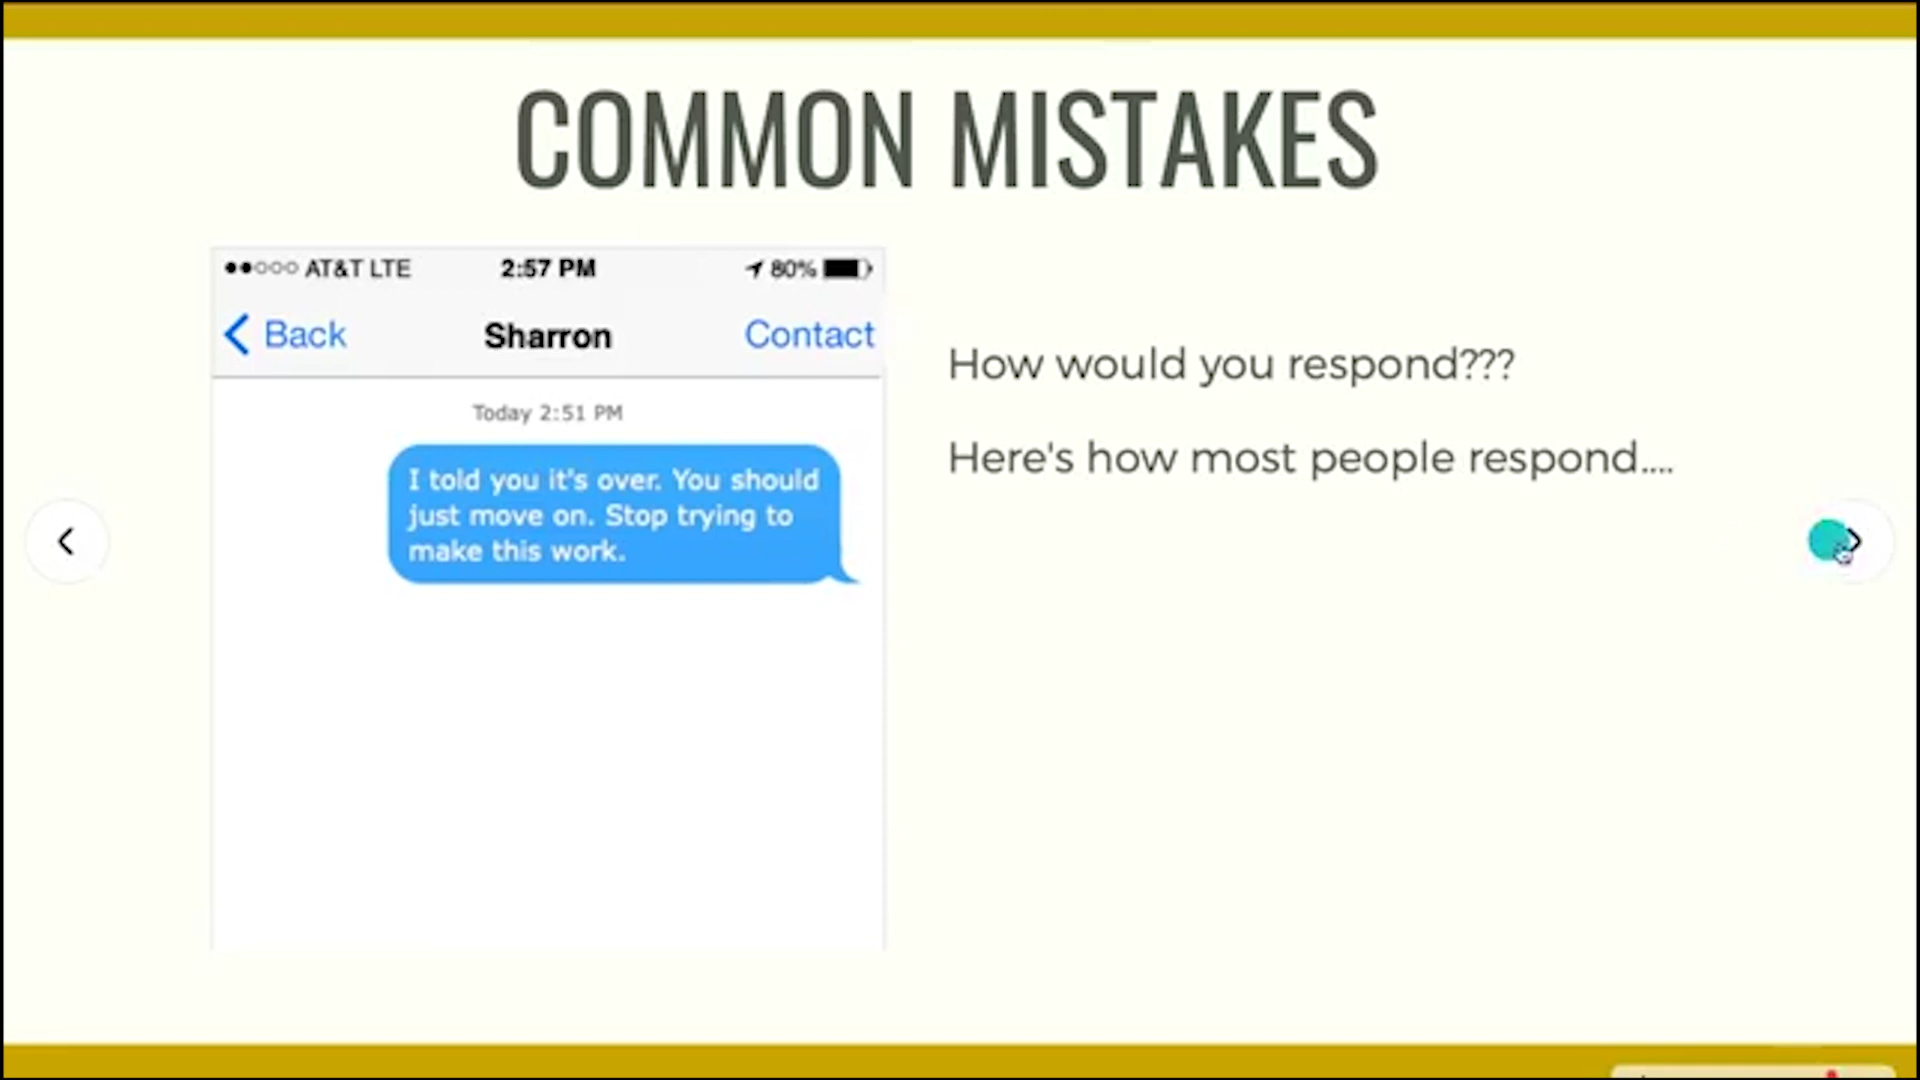 COMMON MISTAKES
AT&T LTE 2:57 PM 80%
Back Sharron Contact
Today 2:51 PM
I told you it's over. You should
just move on. Stop trying to
make this work.
How would you respond???
Here's how most people respond....